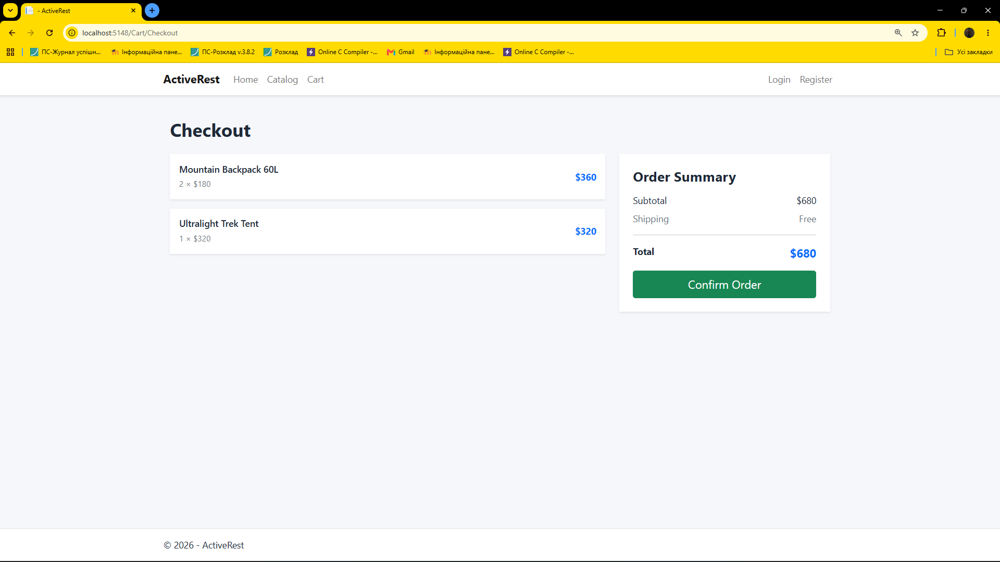 - ActiveRest
localhost:5148/Cart/Checkout
ПС-Журнал успішн... Інформаційна пане... ПС-Розклад v.3.8.2 Розклад Online C Compiler -... Gmail Інформаційна пане... Online C Compiler -... Усі закладки
ActiveRest Home Catalog Cart Login Register
Checkout
Mountain Backpack 60L
2 × $180
$360
Ultralight Trek Tent
1 × $320
$320
Order Summary
Subtotal $680
Shipping Free
Total $680
Confirm Order
© 2026 - ActiveRest